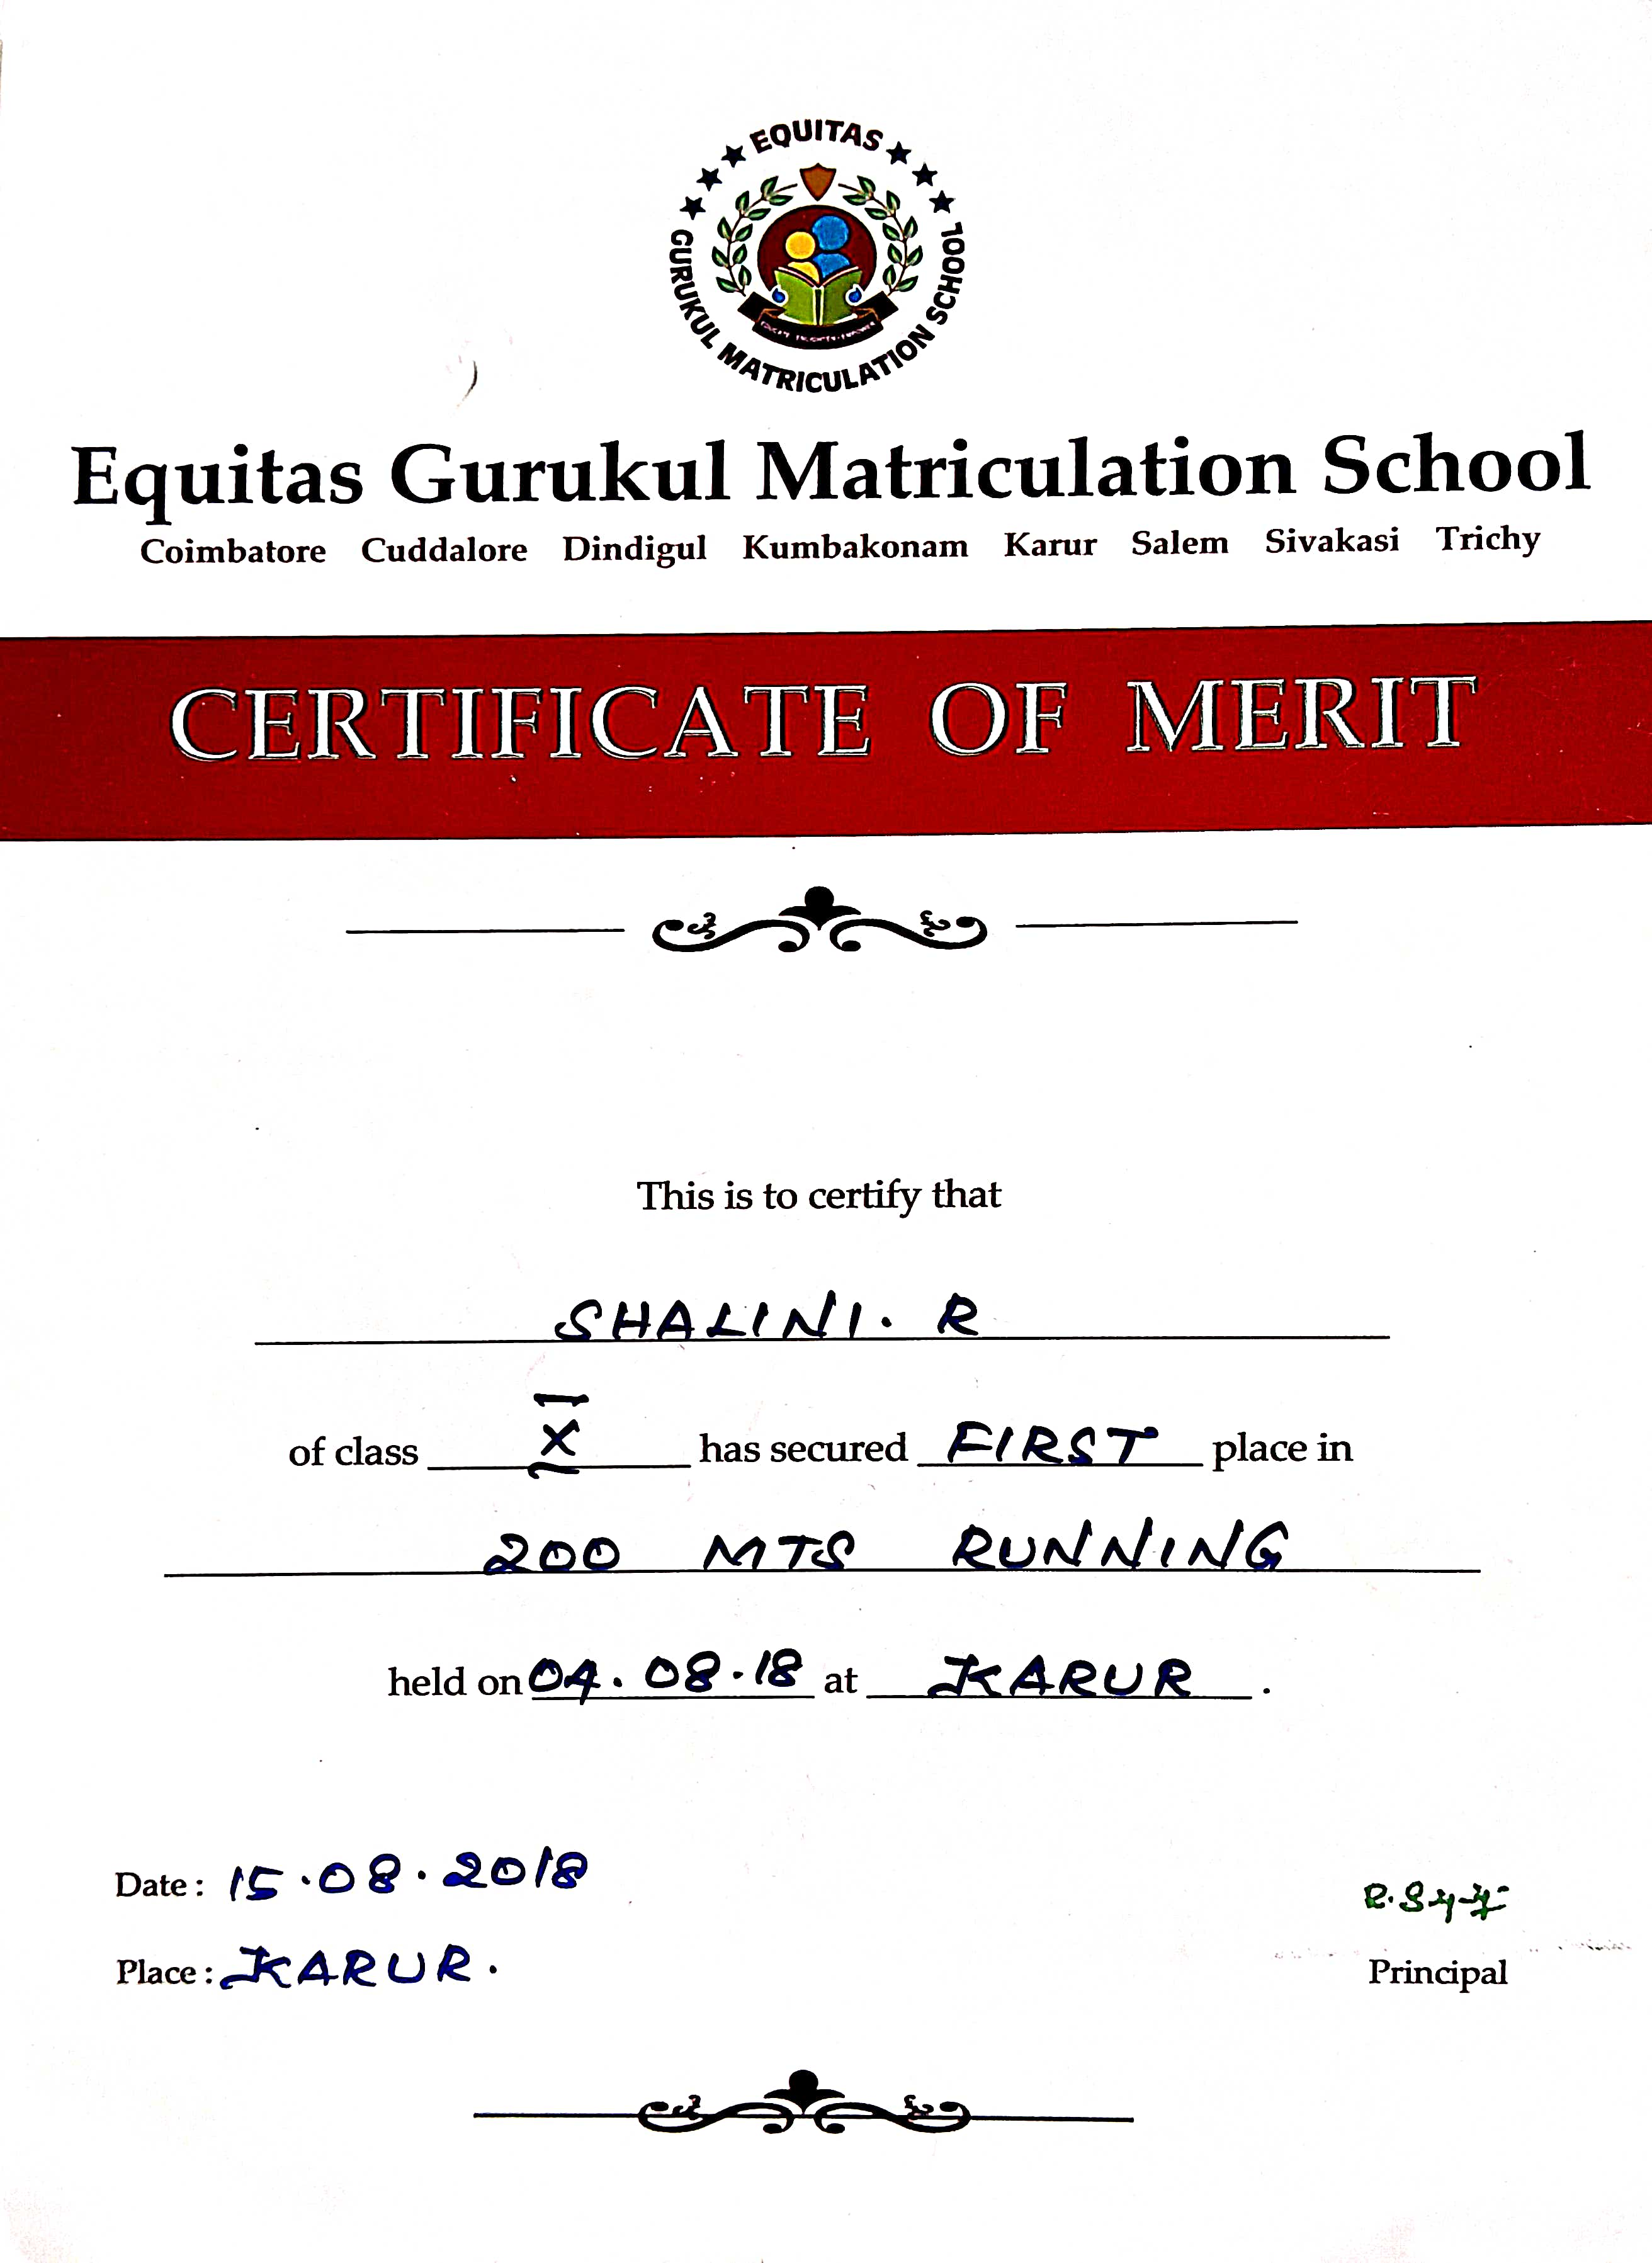 EQUITAS
GURUKUL MATRICULATION SCHOOL
Equitas Gurukul Matriculation School
Coimbatore Cuddalore Dindigul Kumbakonam Karur Salem Sivakasi Trichy
CERTIFICATE OF MERIT
This is to certify that
SHALINI. R
of class X has secured FIRST place in
200 MTS RUNNING
held on 04.08.18 at KARUR.
Date: 15.08.2018
Place: KARUR.
Principal